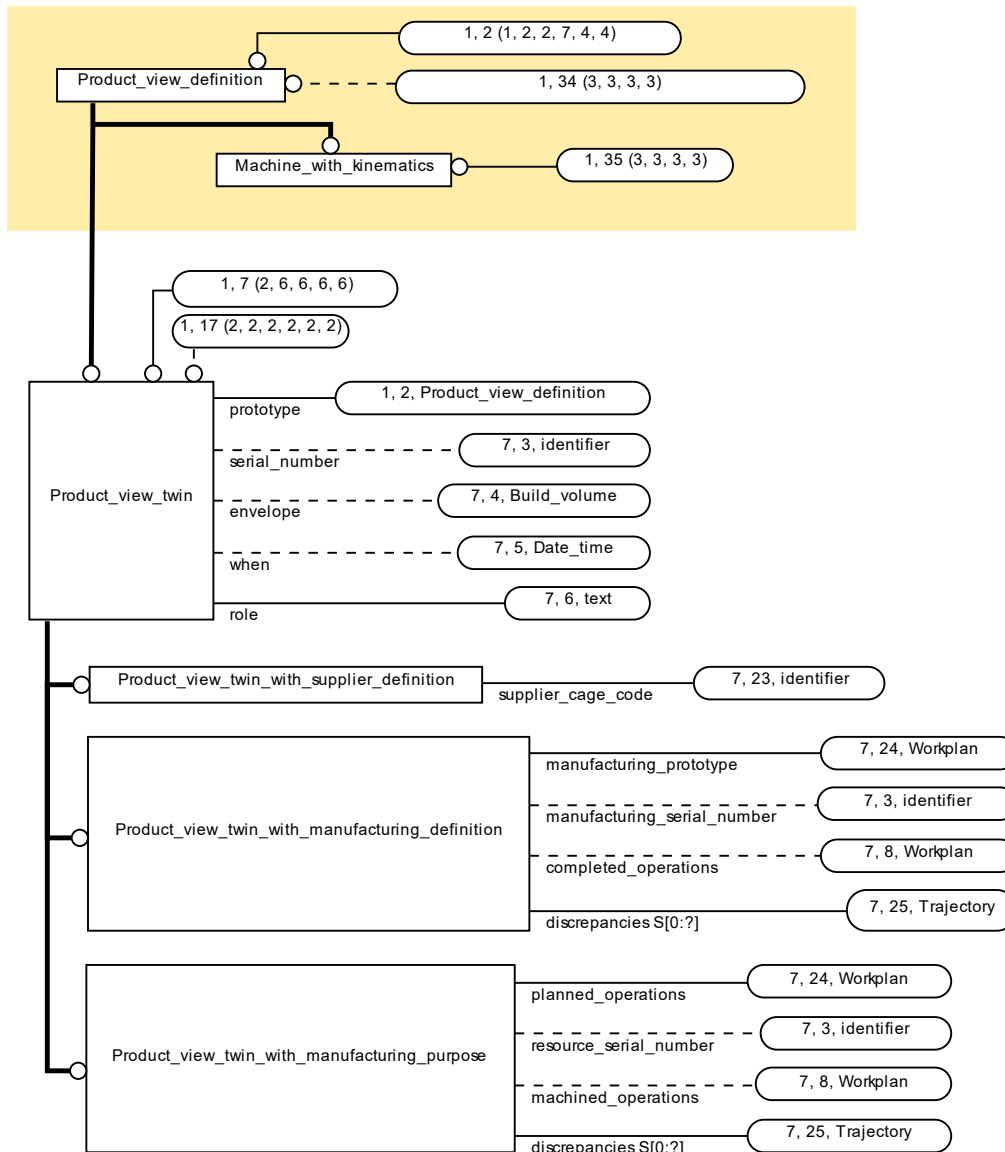 1, 2 (1, 2, 2, 7, 4, 4)
Product_view_definition
1, 34 (3, 3, 3, 3)
Machine_with_kinematics
1, 35 (3, 3, 3, 3)
1, 7 (2, 6, 6, 6, 6)
1, 17 (2, 2, 2, 2, 2, 2)
Product_view_twin
prototype
1, 2, Product_view_definition
serial_number
7, 3, identifier
envelope
7, 4, Build_volume
when
7, 5, Date_time
role
7, 6, text
Product_view_twin_with_supplier_definition
supplier_cage_code
7, 23, identifier
Product_view_twin_with_manufacturing_definition
manufacturing_prototype
7, 24, Workplan
manufacturing_serial_number
7, 3, identifier
completed_operations
7, 8, Workplan
discrepancies S[0:?]
7, 25, Trajectory
Product_view_twin_with_manufacturing_purpose
planned_operations
7, 24, Workplan
resource_serial_number
7, 3, identifier
machined_operations
7, 8, Workplan
discrepancies S[0:?]
7, 25, Trajectory